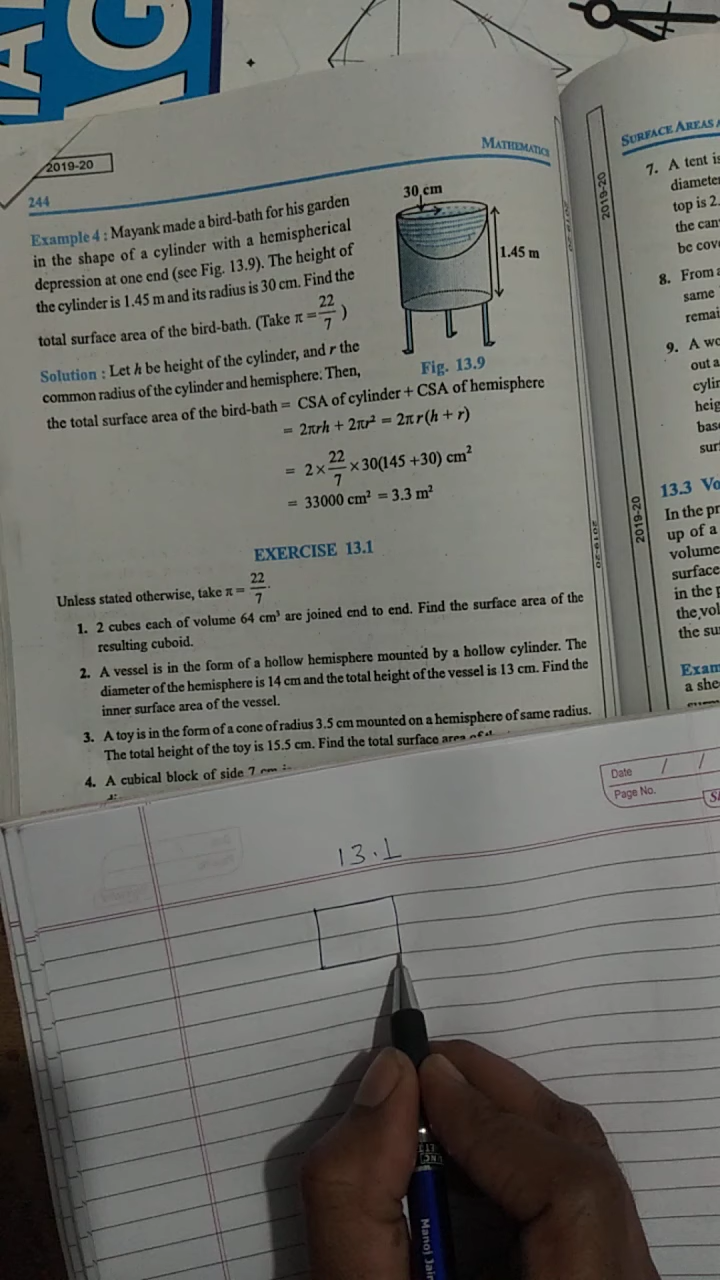 2019-20
MATHEMATICS
244
Example 4 : Mayank made a bird-bath for his garden
in the shape of a cylinder with a hemispherical
depression at one end (see Fig. 13.9). The height of
the cylinder is 1.45 m and its radius is 30 cm. Find the
total surface area of the bird-bath. (Take π = 22/7)
30 cm
1.45 m
Fig. 13.9
Solution : Let h be height of the cylinder, and r the
common radius of the cylinder and hemisphere. Then,
the total surface area of the bird-bath = CSA of cylinder + CSA of hemisphere
= 2πrh + 2πr² = 2πr(h + r)
= 2 × 22/7 × 30(145 +30) cm²
= 33000 cm² = 3.3 m²
EXERCISE 13.1
Unless stated otherwise, take π = 22/7.
1. 2 cubes each of volume 64 cm³ are joined end to end. Find the surface area of the
resulting cuboid.
2. A vessel is in the form of a hollow hemisphere mounted by a hollow cylinder. The
diameter of the hemisphere is 14 cm and the total height of the vessel is 13 cm. Find the
inner surface area of the vessel.
3. A toy is in the form of a cone of radius 3.5 cm mounted on a hemisphere of same radius.
The total height of the toy is 15.5 cm. Find the total surface area of
4. A cubical block of side 7 cm
SURFACE AREAS
2019-20
7. A tent is
diameter
top is 2.
the can
be cov
8. From a
same
remai
9. A wo
out a
cylin
heig
bas
sur
13.3 Vo
2019-20
In the pr
up of a
volume
surface
in the p
the vol
the su
Exam
a she
Date / /
Page No.
13.1
Manoj Jain